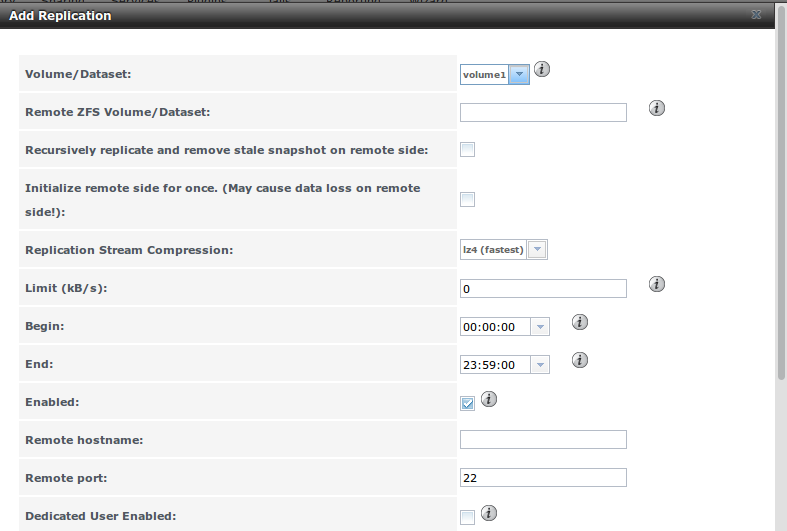 Add Replication
Volume/Dataset:
volume1
Remote ZFS Volume/Dataset:
Recursively replicate and remove stale snapshot on remote side:
Initialize remote side for once. (May cause data loss on remote
side!):
Replication Stream Compression:
lz4 (fastest)
Limit (kB/s):
0
Begin:
00:00:00
End:
23:59:00
Enabled:
Remote hostname:
Remote port:
22
Dedicated User Enabled: